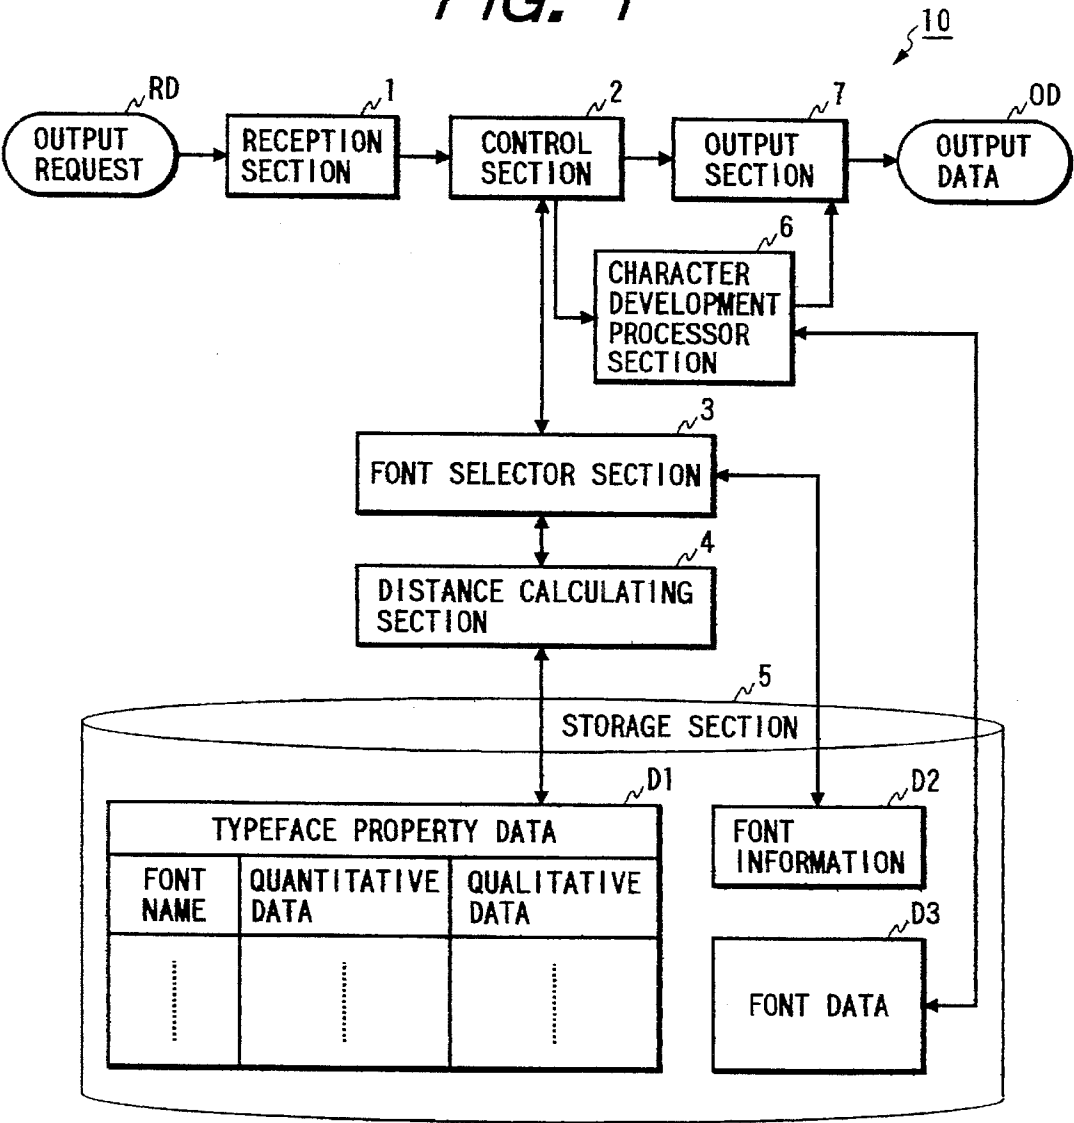 FIG. 1
10
RD
1
2
7
OD
OUTPUT
REQUEST
RECEPTION
SECTION
CONTROL
SECTION
OUTPUT
SECTION
OUTPUT
DATA
6
CHARACTER
DEVELOPMENT
PROCESSOR
SECTION
3
FONT SELECTOR SECTION
4
DISTANCE CALCULATING
SECTION
5
STORAGE SECTION
D1
TYPEFACE PROPERTY DATA
FONT
NAME
QUANTITATIVE
DATA
QUALITATIVE
DATA
D2
FONT
INFORMATION
D3
FONT DATA